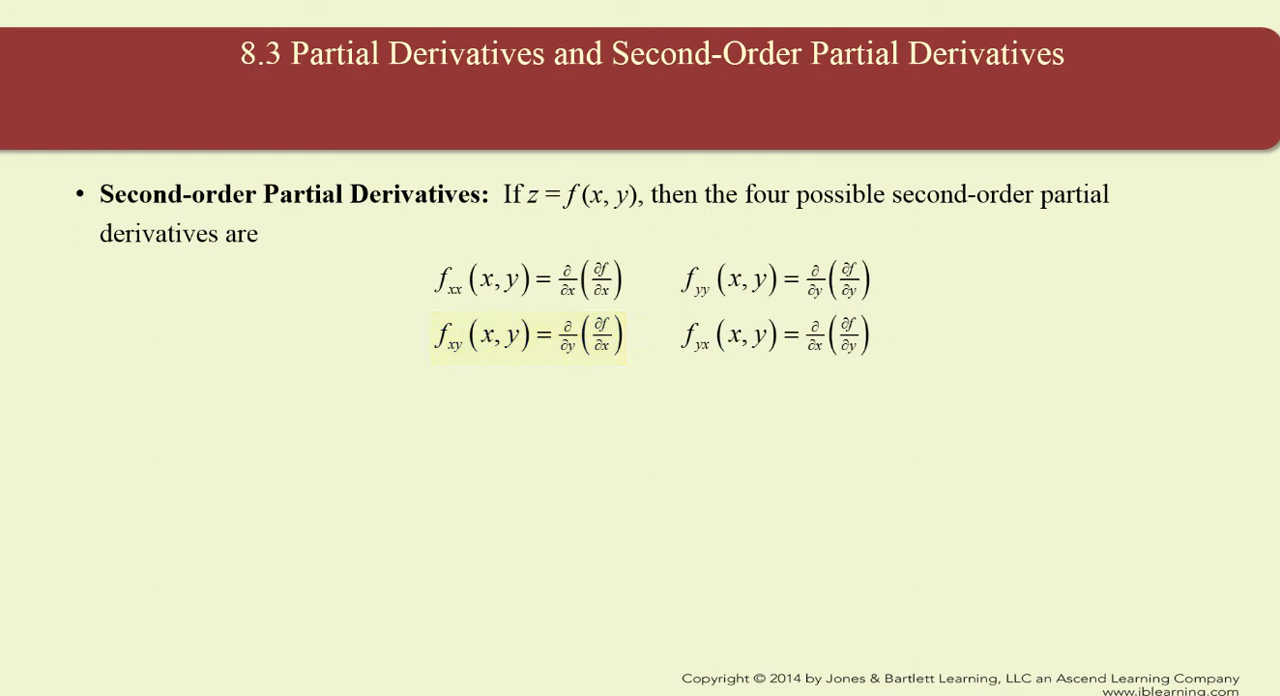 8.3 Partial Derivatives and Second-Order Partial Derivatives
• Second-order Partial Derivatives: If z = f (x, y), then the four possible second-order partial
derivatives are
f_xx (x, y) = ∂/∂x (∂f/∂x) f_yy (x, y) = ∂/∂y (∂f/∂y)
f_xy (x, y) = ∂/∂y (∂f/∂x) f_yx (x, y) = ∂/∂x (∂f/∂y)
Copyright © 2014 by Jones & Bartlett Learning, LLC an Ascend Learning Company
www.jblearning.com